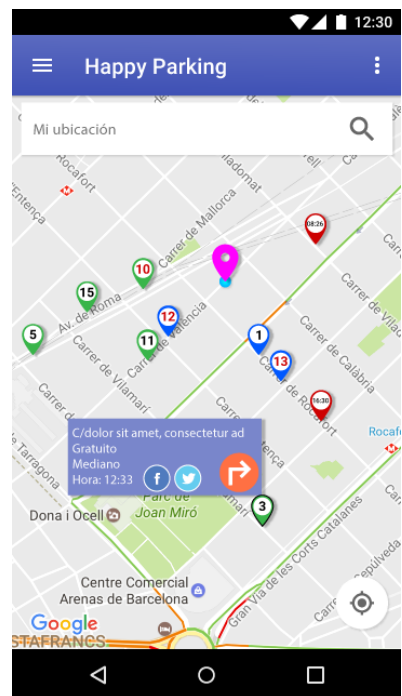 12:30
Happy Parking
Mi ubicación
Rocafort
Viladomat
Carrer de Mallorca
l'Entença
08:26
10
15
12
Av. de Roma
Carrer de València
5
11
1
13
Carrer de Vilamarí
Carrer de Calàbria
Carrer de Rocafort
16:30
C/dolor sit amet, consectetur ad
Gratuito
Mediano
Hora: 12:33
f
Tarragona
Parc de
Joan Miró
Dona i Ocell
3
Gran Via de les Corts Catalanes
Sepúlveda
Centre Comercial
Arenas de Barcelona
Google
STAFRANCS